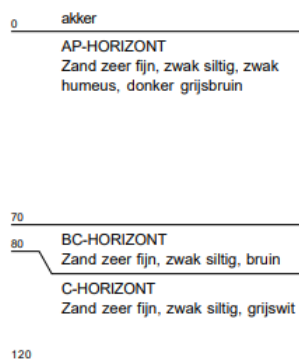 0 akker
AP-HORIZONT
Zand zeer fijn, zwak siltig, zwak
humeus, donker grijsbruin
70
80 BC-HORIZONT
Zand zeer fijn, zwak siltig, bruin
C-HORIZONT
Zand zeer fijn, zwak siltig, grijswit
120